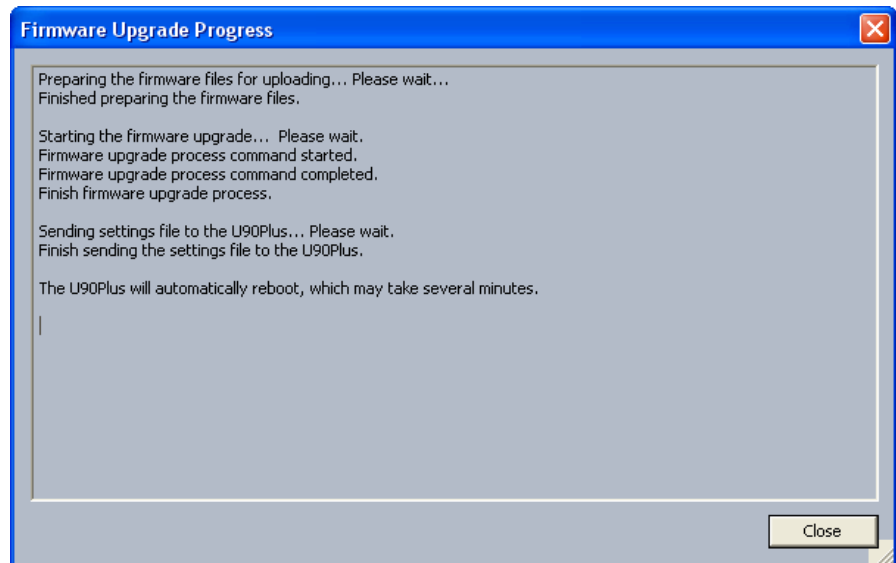 Firmware Upgrade Progress
Preparing the firmware files for uploading... Please wait...
Finished preparing the firmware files.
Starting the firmware upgrade... Please wait.
Firmware upgrade process command started.
Firmware upgrade process command completed.
Finish firmware upgrade process.
Sending settings file to the U90Plus... Please wait.
Finish sending the settings file to the U90Plus.
The U90Plus will automatically reboot, which may take several minutes.
Close